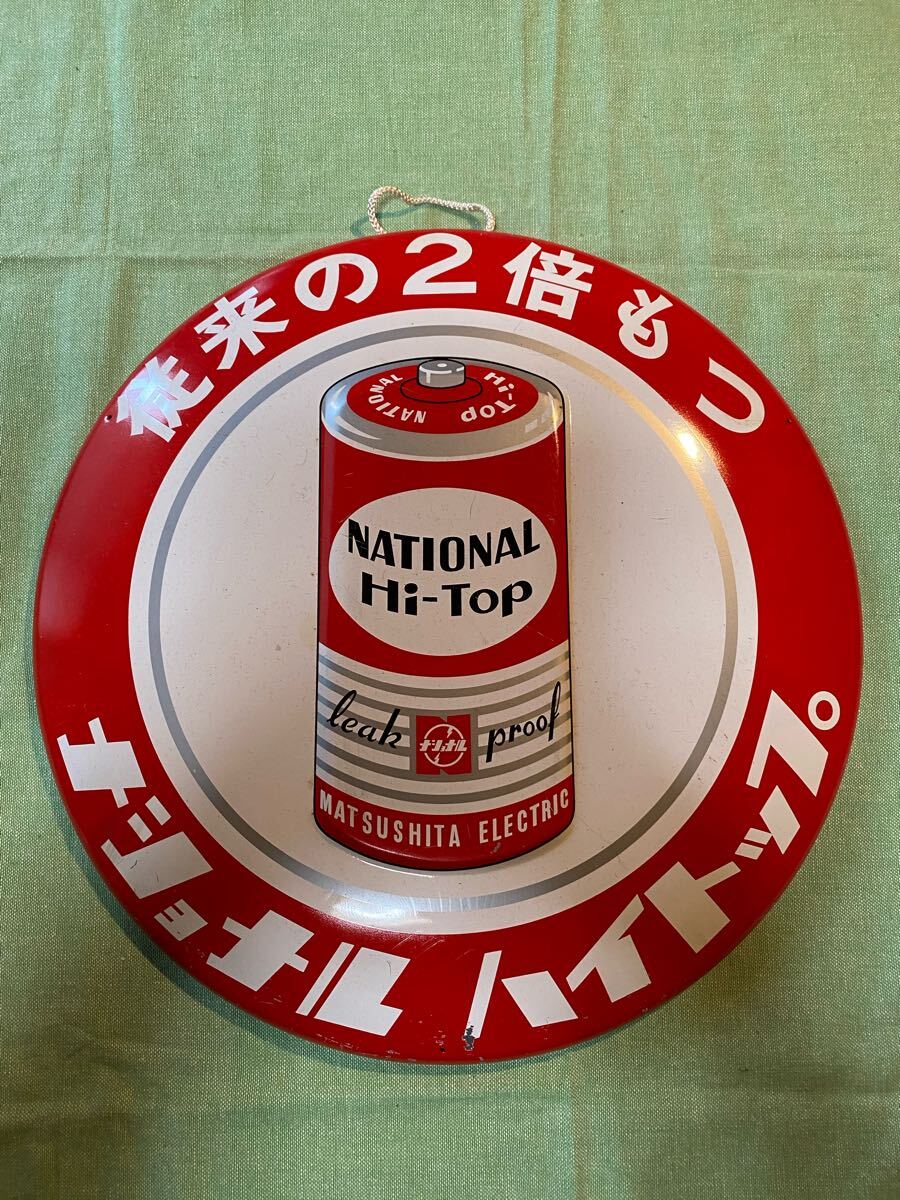 従来の2倍もつ
NATIONAL Hi-Top
NATIONAL
Hi-Top
leak ナショナル proof
MATSUSHITA ELECTRIC
ナショナル ハイトップ